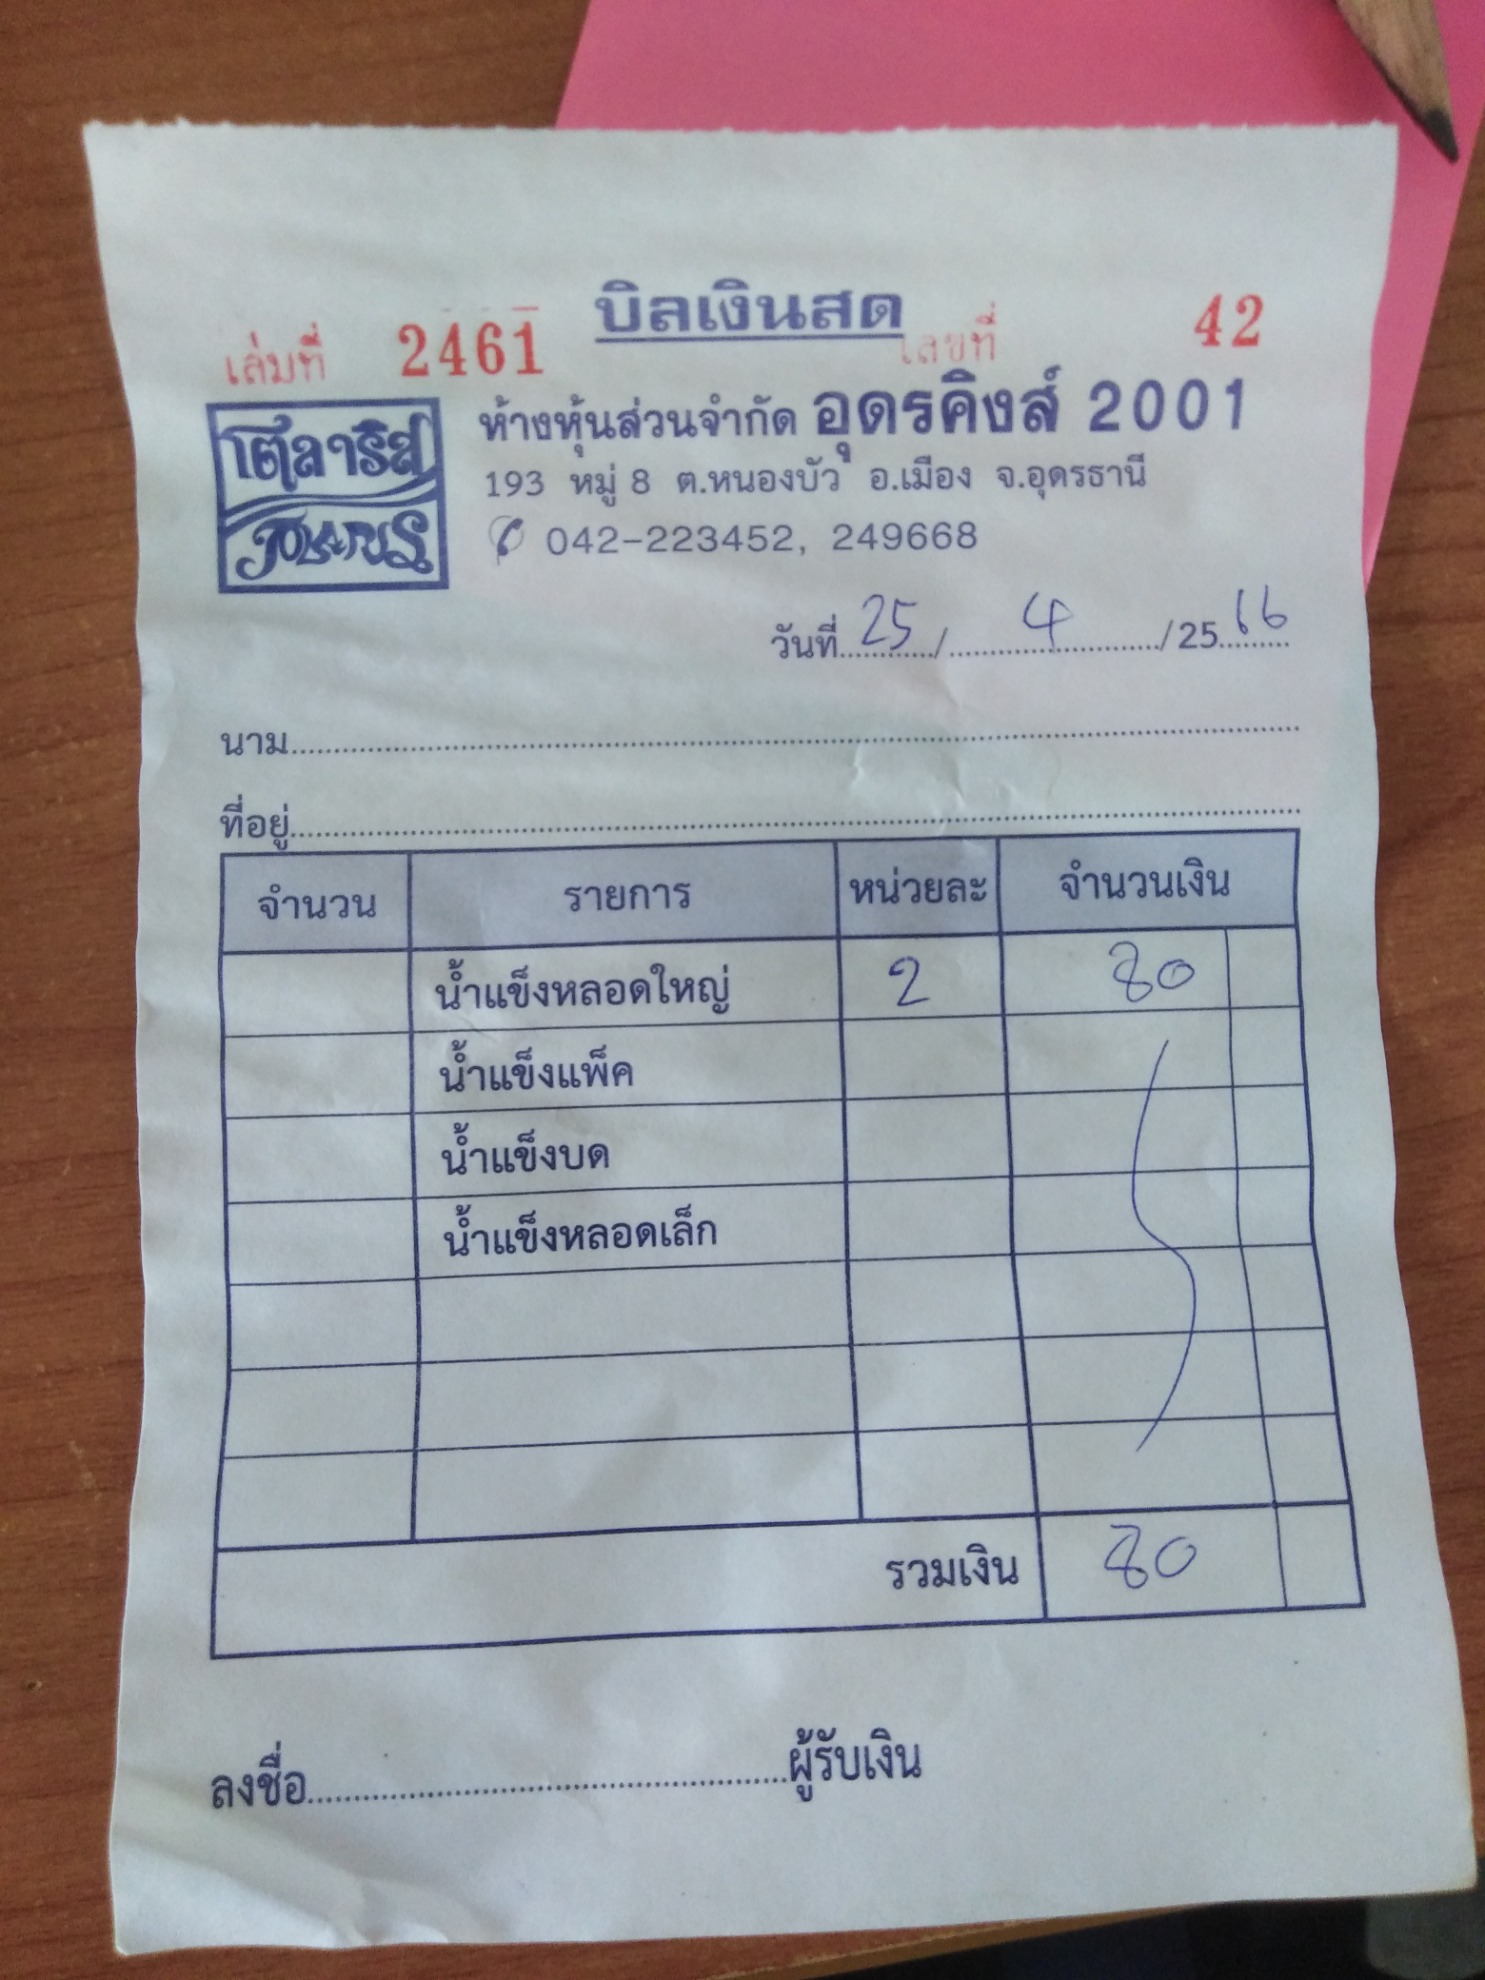 บิลเงินสด
เล่มที่ 2461 เลขที่ 42
โตลาริส
POLARIS
ห้างหุ้นส่วนจำกัด อุดรคิงส์ 2001
193 หมู่ 8 ต.หนองบัว อ.เมือง จ.อุดรธานี
042-223452, 249668
วันที่ 25 / 4 / 25 66
นาม
ที่อยู่
จำนวน รายการ หน่วยละ จำนวนเงิน
น้ำแข็งหลอดใหญ่ 2 80
น้ำแข็งแพ็ค
น้ำแข็งบด
น้ำแข็งหลอดเล็ก
รวมเงิน 80
ลงชื่อ ผู้รับเงิน